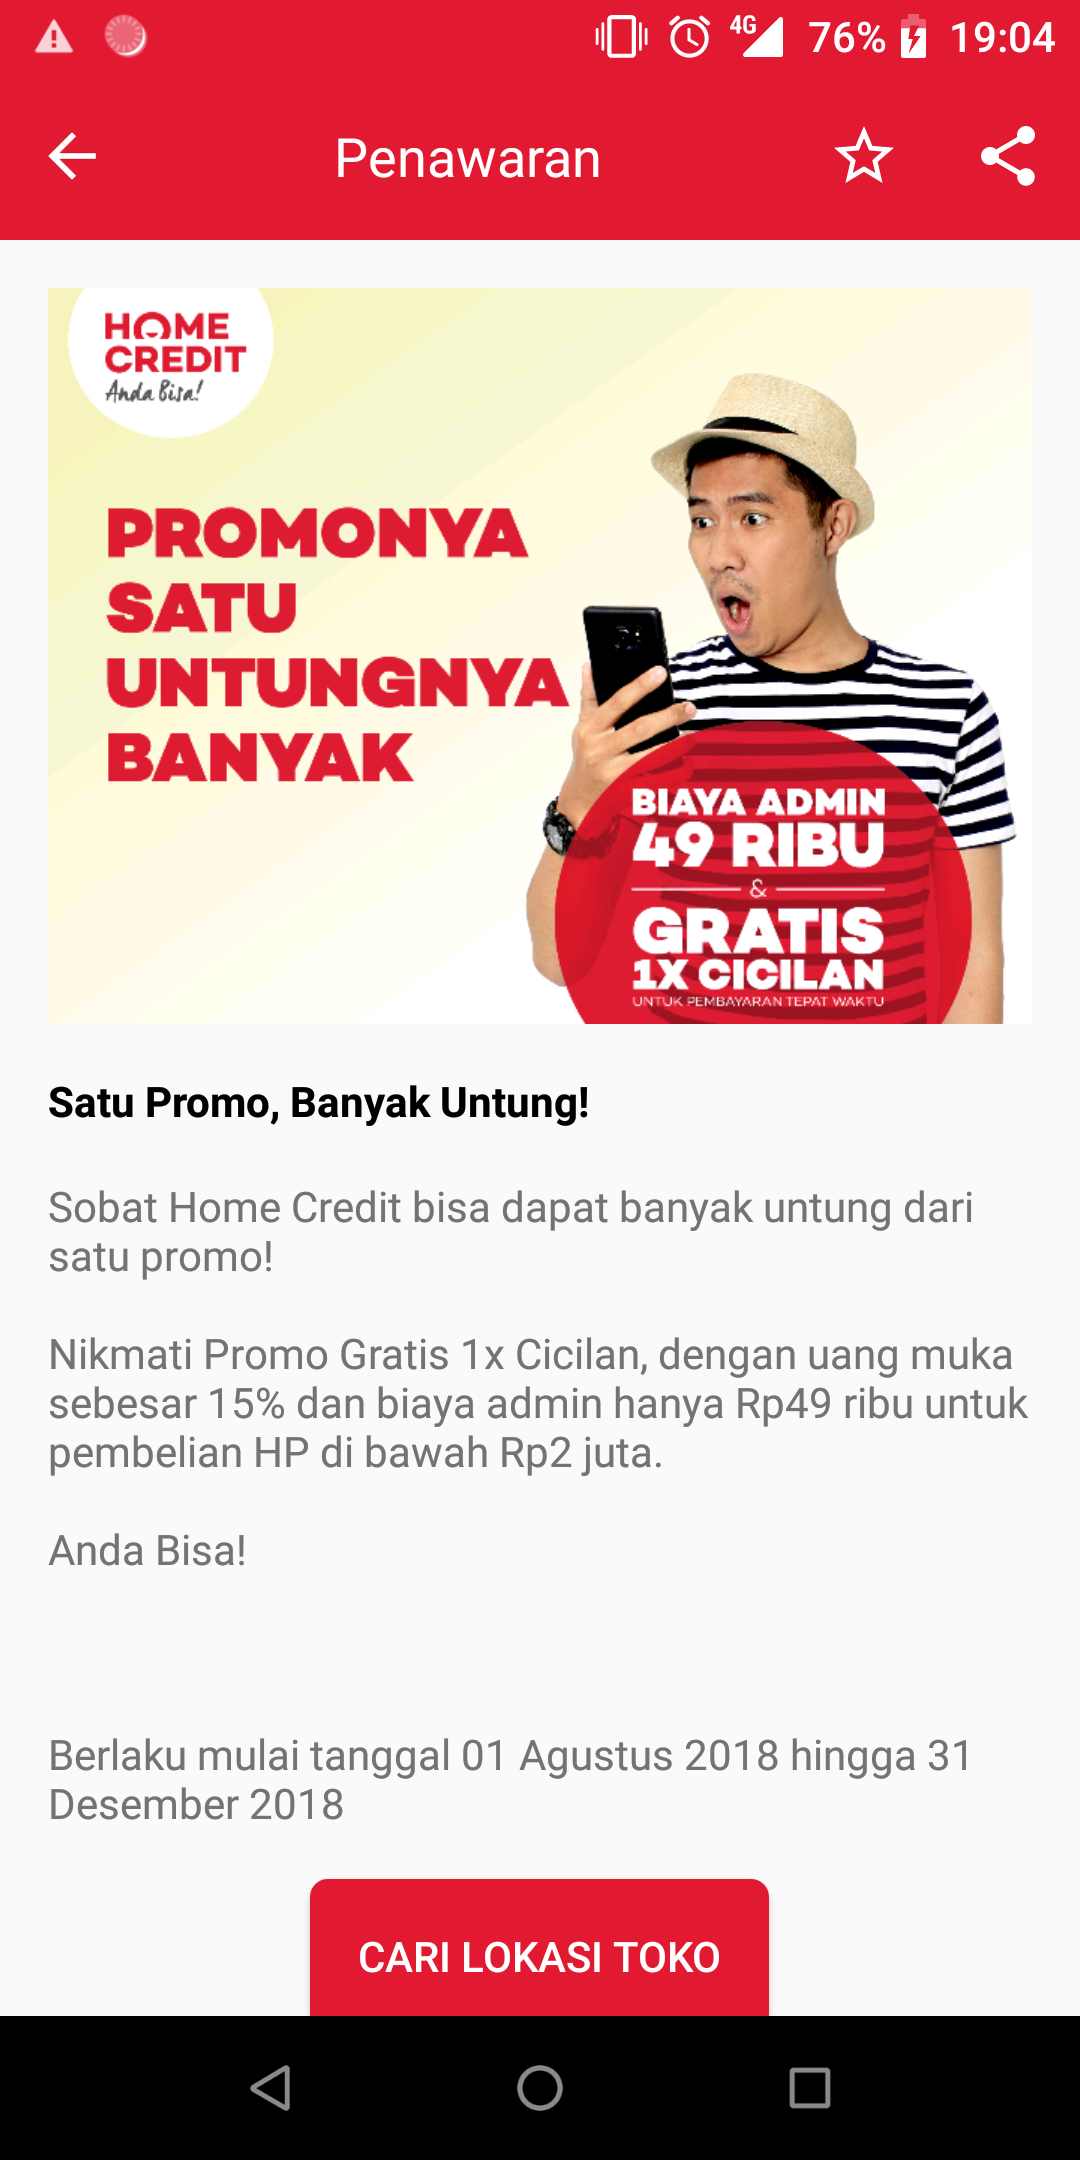 4G 76% 19:04
Penawaran
HOME
CREDIT
Anda Bisa!
PROMONYA
SATU
UNTUNGNYA
BANYAK
BIAYA ADMIN
49 RIBU
&
GRATIS
1X CICILAN
UNTUK PEMBAYARAN TEPAT WAKTU
Satu Promo, Banyak Untung!
Sobat Home Credit bisa dapat banyak untung dari
satu promo!
Nikmati Promo Gratis 1x Cicilan, dengan uang muka
sebesar 15% dan biaya admin hanya Rp49 ribu untuk
pembelian HP di bawah Rp2 juta.
Anda Bisa!
Berlaku mulai tanggal 01 Agustus 2018 hingga 31
Desember 2018
CARI LOKASI TOKO